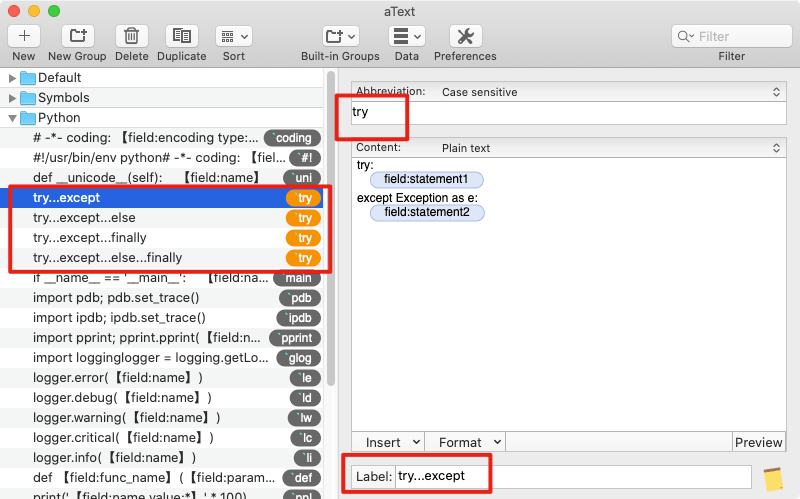 aText
New
New Group
Delete
Duplicate
Sort
Built-in Groups
Data
Preferences
Filter
Filter
Default
Symbols
Python
# -*- coding: 【field:encoding type:... `coding
#!/usr/bin/env python# -*- coding: 【fiel... `#!
def __unicode__(self): 【field:name】 `uni
try...except `try
try...except...else `try
try...except...finally `try
try...except...else...finally `try
if __name__ == '__main__': 【field:na... `main
import pdb; pdb.set_trace() `pdb
import ipdb; ipdb.set_trace() `ipdb
import pprint; pprint.pprint(【field:n... `pprint
import logginglogger = logging.getLo... `glog
logger.error(【field:name】) `le
logger.debug(【field:name】) `ld
logger.warning(【field:name】) `lw
logger.critical(【field:name】) `lc
logger.info(【field:name】) `li
def 【field:func_name】(【field:param... `def
print('【field:name value:*】' * 100) `ppl
Abbreviation: Case sensitive
try
Content: Plain text
try:
field:statement1
except Exception as e:
field:statement2
Insert
Format
Preview
Label: try...except